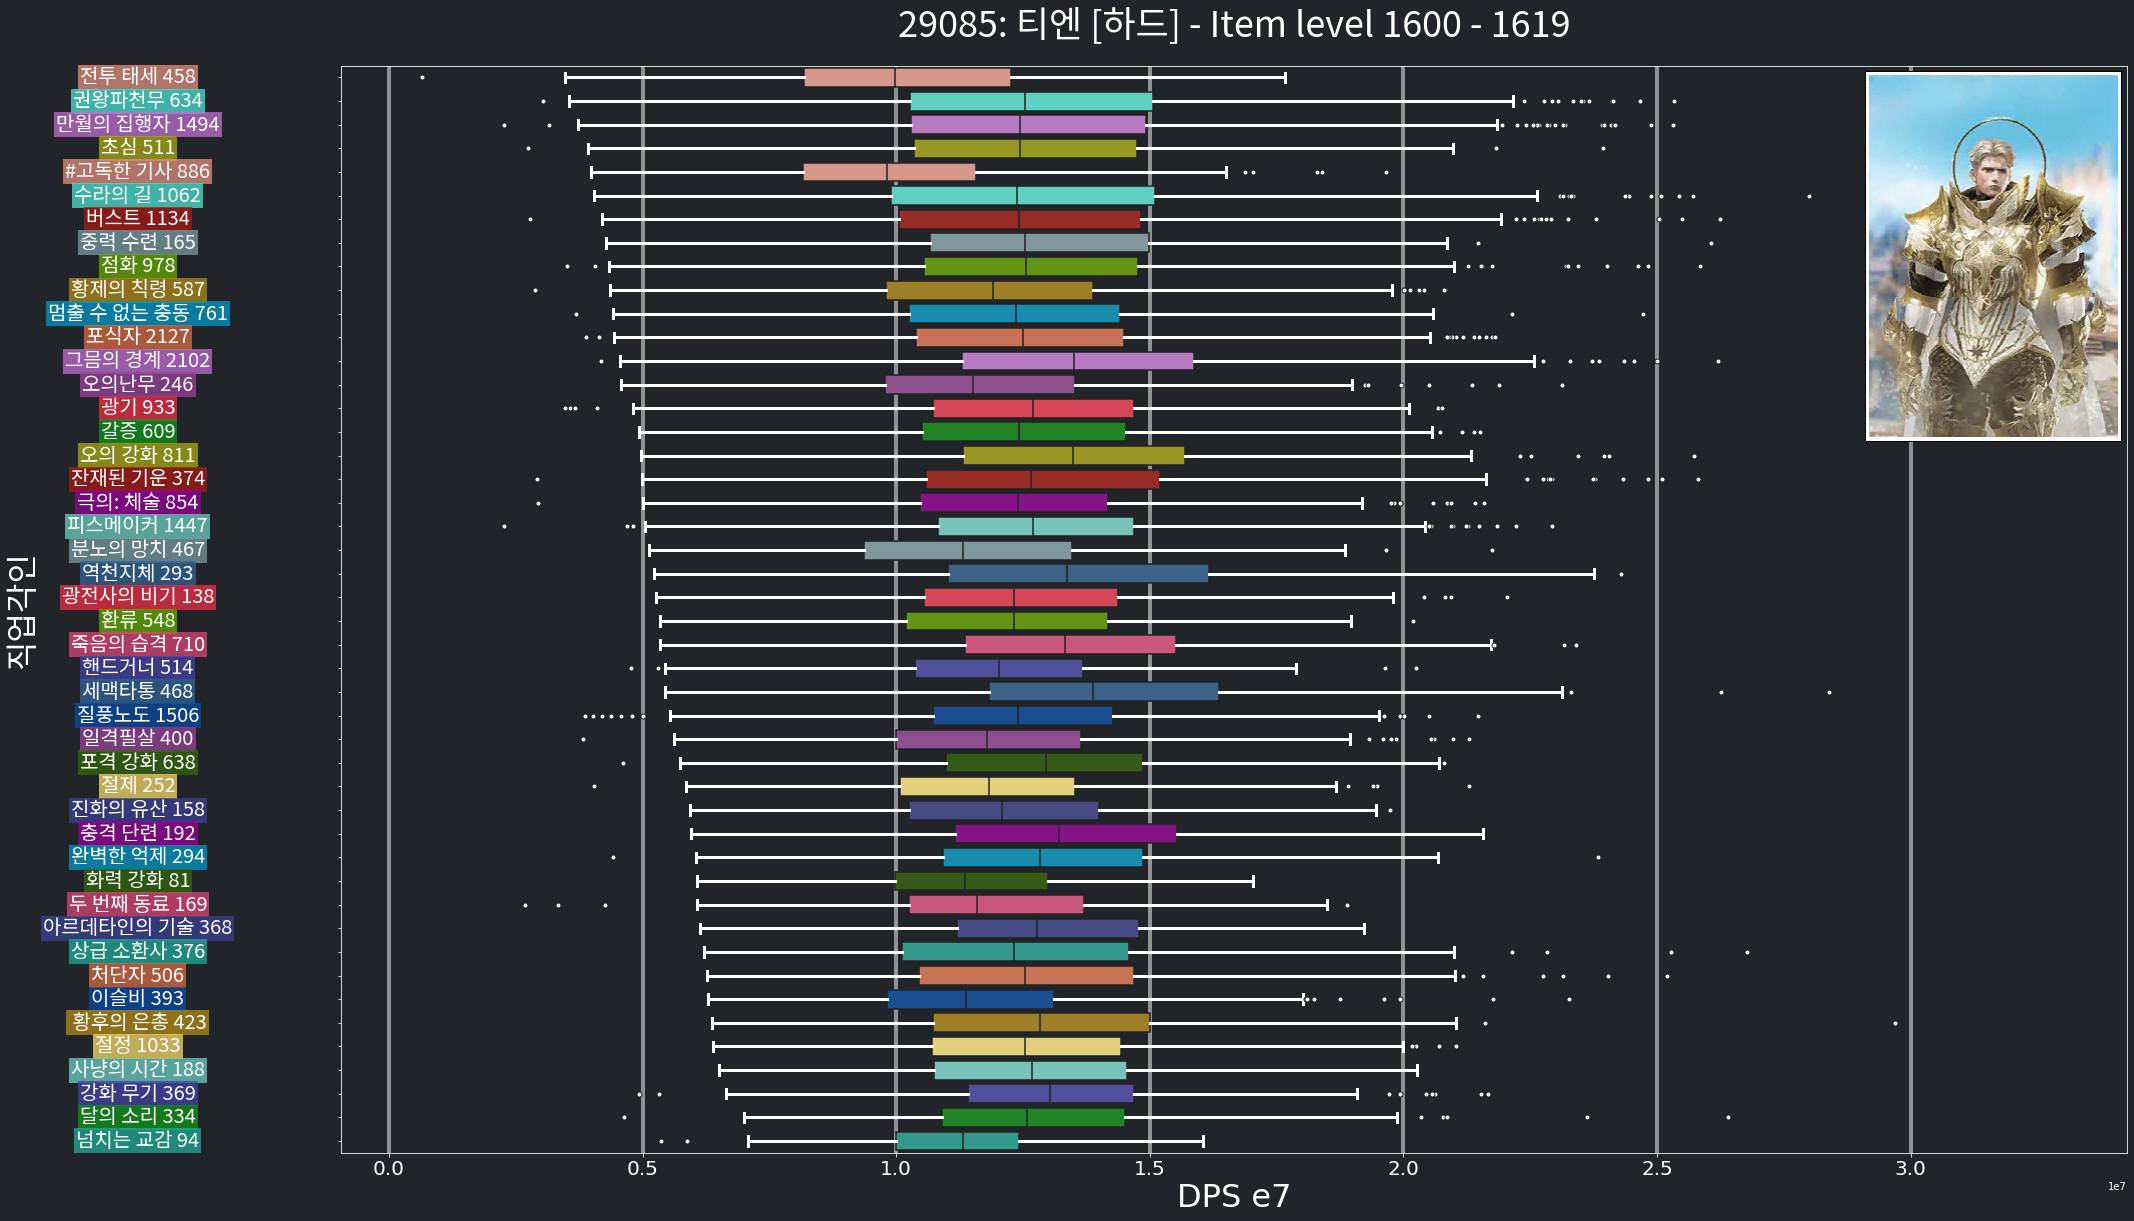 29085: 티엔 [하드] - Item level 1600 - 1619
직업각인
전투 태세 458
권왕파천무 634
만월의 집행자 1494
초심 511
#고독한 기사 886
수라의 길 1062
버스트 1134
중력 수련 165
점화 978
황제의 칙령 587
멈출 수 없는 충동 761
포식자 2127
그믐의 경계 2102
오의난무 246
광기 933
갈증 609
오의 강화 811
잔재된 기운 374
극의: 체술 854
피스메이커 1447
분노의 망치 467
역천지체 293
광전사의 비기 138
환류 548
죽음의 습격 710
핸드거너 514
세맥타통 468
질풍노도 1506
일격필살 400
포격 강화 638
절제 252
진화의 유산 158
충격 단련 192
완벽한 억제 294
화력 강화 81
두 번째 동료 169
아르데타인의 기술 368
상급 소환사 376
처단자 506
이슬비 393
황후의 은총 423
절정 1033
사냥의 시간 188
강화 무기 369
달의 소리 334
넘치는 교감 94
0.0 0.5 1.0 1.5 2.0 2.5 3.0
DPS e7
1e7